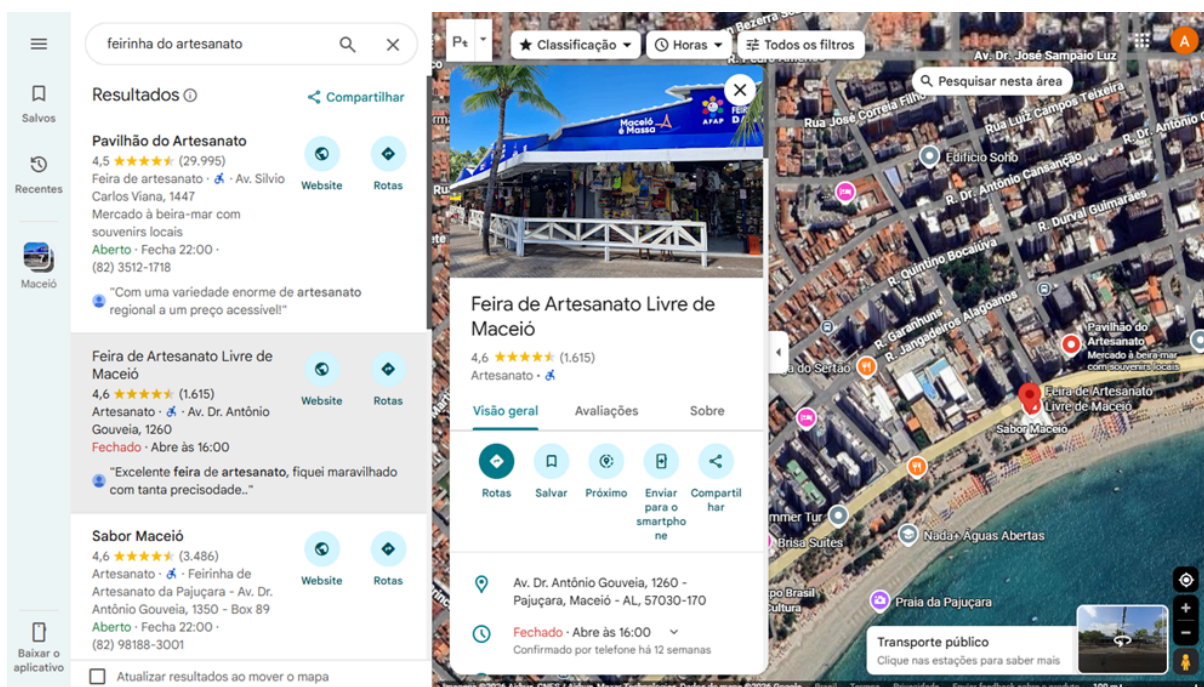 feirinha do artesanato
Salvos
Recentes
Maceió
Baixar o
aplicativo
Resultados
Compartilhar
Pavilhão do Artesanato
4,5 (29.995)
Feira de artesanato · · Av. Silvio
Carlos Viana, 1447
Mercado à beira-mar com
souvenirs locais
Aberto · Fecha 22:00 ·
(82) 3512-1718
Website
Rotas
"Com uma variedade enorme de artesanato
regional a um preço acessível!"
Feira de Artesanato Livre de
Maceió
4,6 (1.615)
Artesanato · · Av. Dr. Antônio
Gouveia, 1260
Fechado · Abre às 16:00
Website
Rotas
"Excelente feira de artesanato, fiquei maravilhado
com tanta precisodade.."
Sabor Maceió
4,6 (3.486)
Artesanato · · Feirinha de
Artesanato da Pajuçara - Av. Dr.
Antônio Gouveia, 1350 - Box 89
Aberto · Fecha 22:00 ·
(82) 98188-3001
Website
Rotas
Atualizar resultados ao mover o mapa
Classificação
Horas
Todos os filtros
A
Pesquisar nesta área
Maceió
é Massa
AFAP
Feira de Artesanato Livre de
Maceió
4,6 (1.615)
Artesanato ·
Visão geral
Avaliações
Sobre
Rotas
Salvar
Próximo
Enviar
para o
smartpho
ne
Compartil
har
Av. Dr. Antônio Gouveia, 1260 -
Pajuçara, Maceió - AL, 57030-170
Fechado · Abre às 16:00
Confirmado por telefone há 12 semanas
Av. Dr. José Sampaio Luz
Rua José Correia Filho
Rua Luiz Campos Teixeira
R. Dr. Antônio Cansanção
Edifício Soho
R. Durval Guimarães
R. Quintino Bocaiúva
R. Garanhuns
R. Jangadeiros Alagoanos
Pavilhão do
Artesanato
Mercado à beira-mar
com souvenirs locais
Feira de Artesanato
Livre de Maceió
Sabor Maceió
do Sertão
Brisa Suítes
Nada+ Águas Abertas
Praia da Pajuçara
Transporte público
Clique nas estações para saber mais